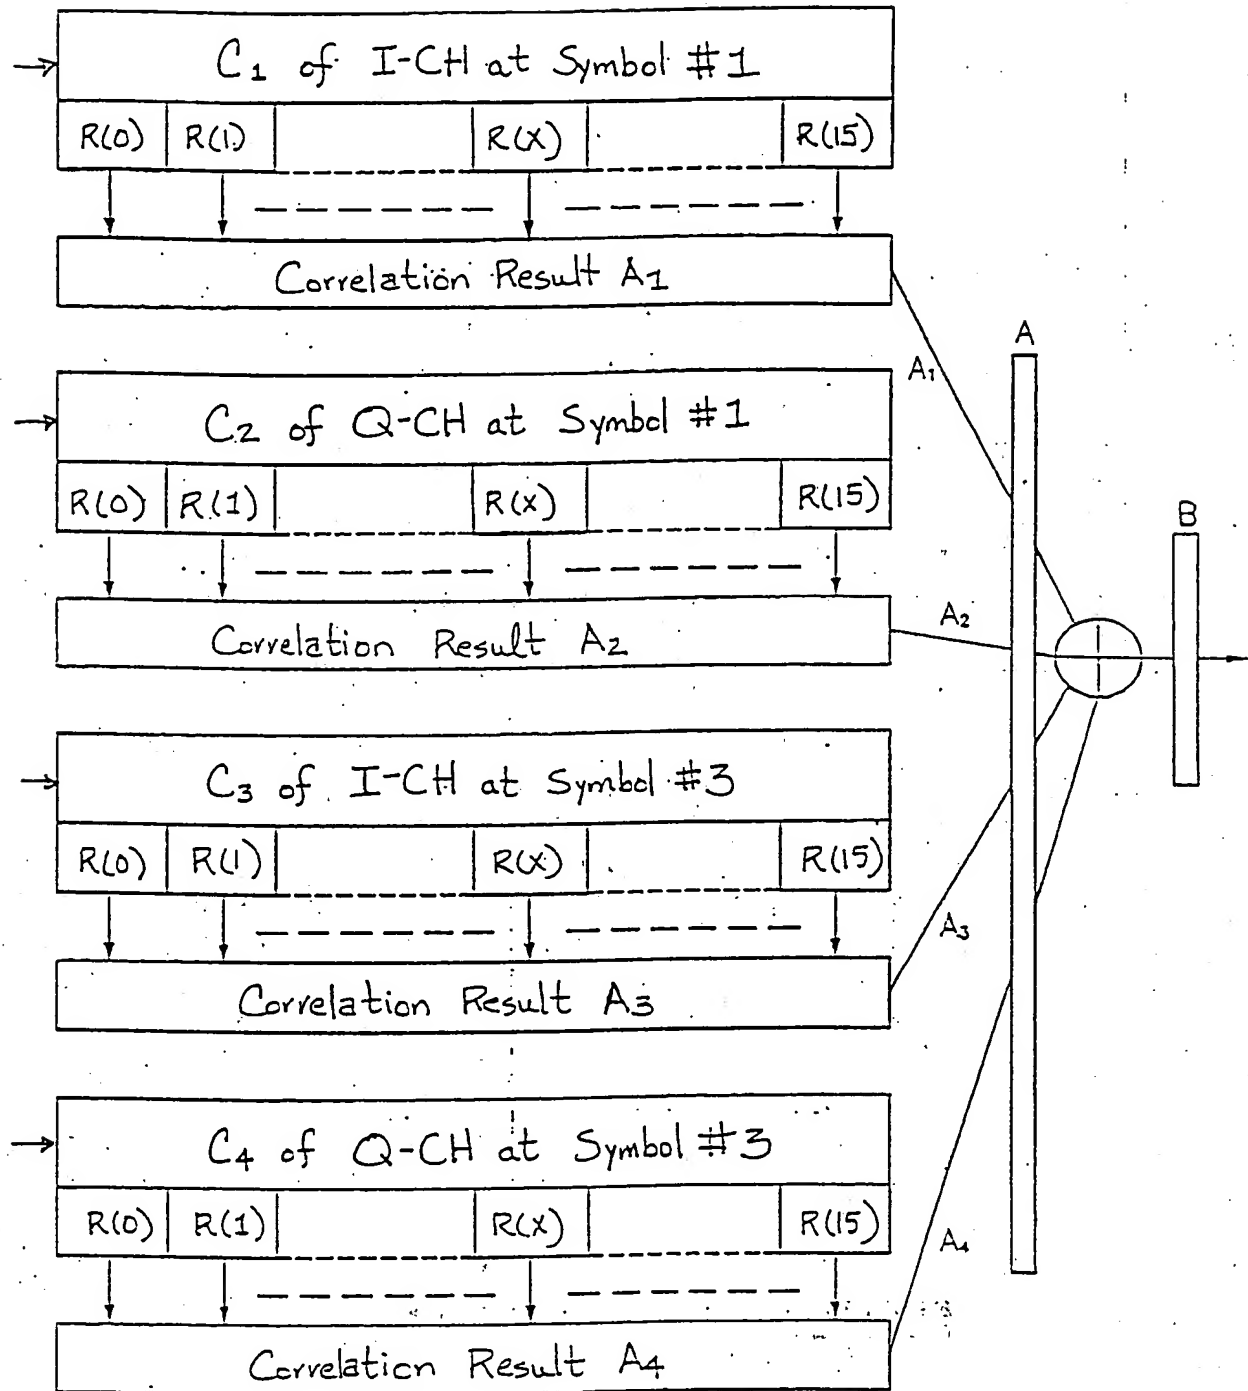 C1 of I-CH at Symbol #1
R(0) R(1) R(X) R(15)
Correlation Result A1
A
A1
C2 of Q-CH at Symbol #1
R(0) R(1) R(X) R(15)
B
A2
Correlation Result A2
C3 of I-CH at Symbol #3
R(0) R(1) R(X) R(15)
A3
Correlation Result A3
C4 of Q-CH at Symbol #3
R(0) R(1) R(X) R(15)
A4
Correlation Result A4